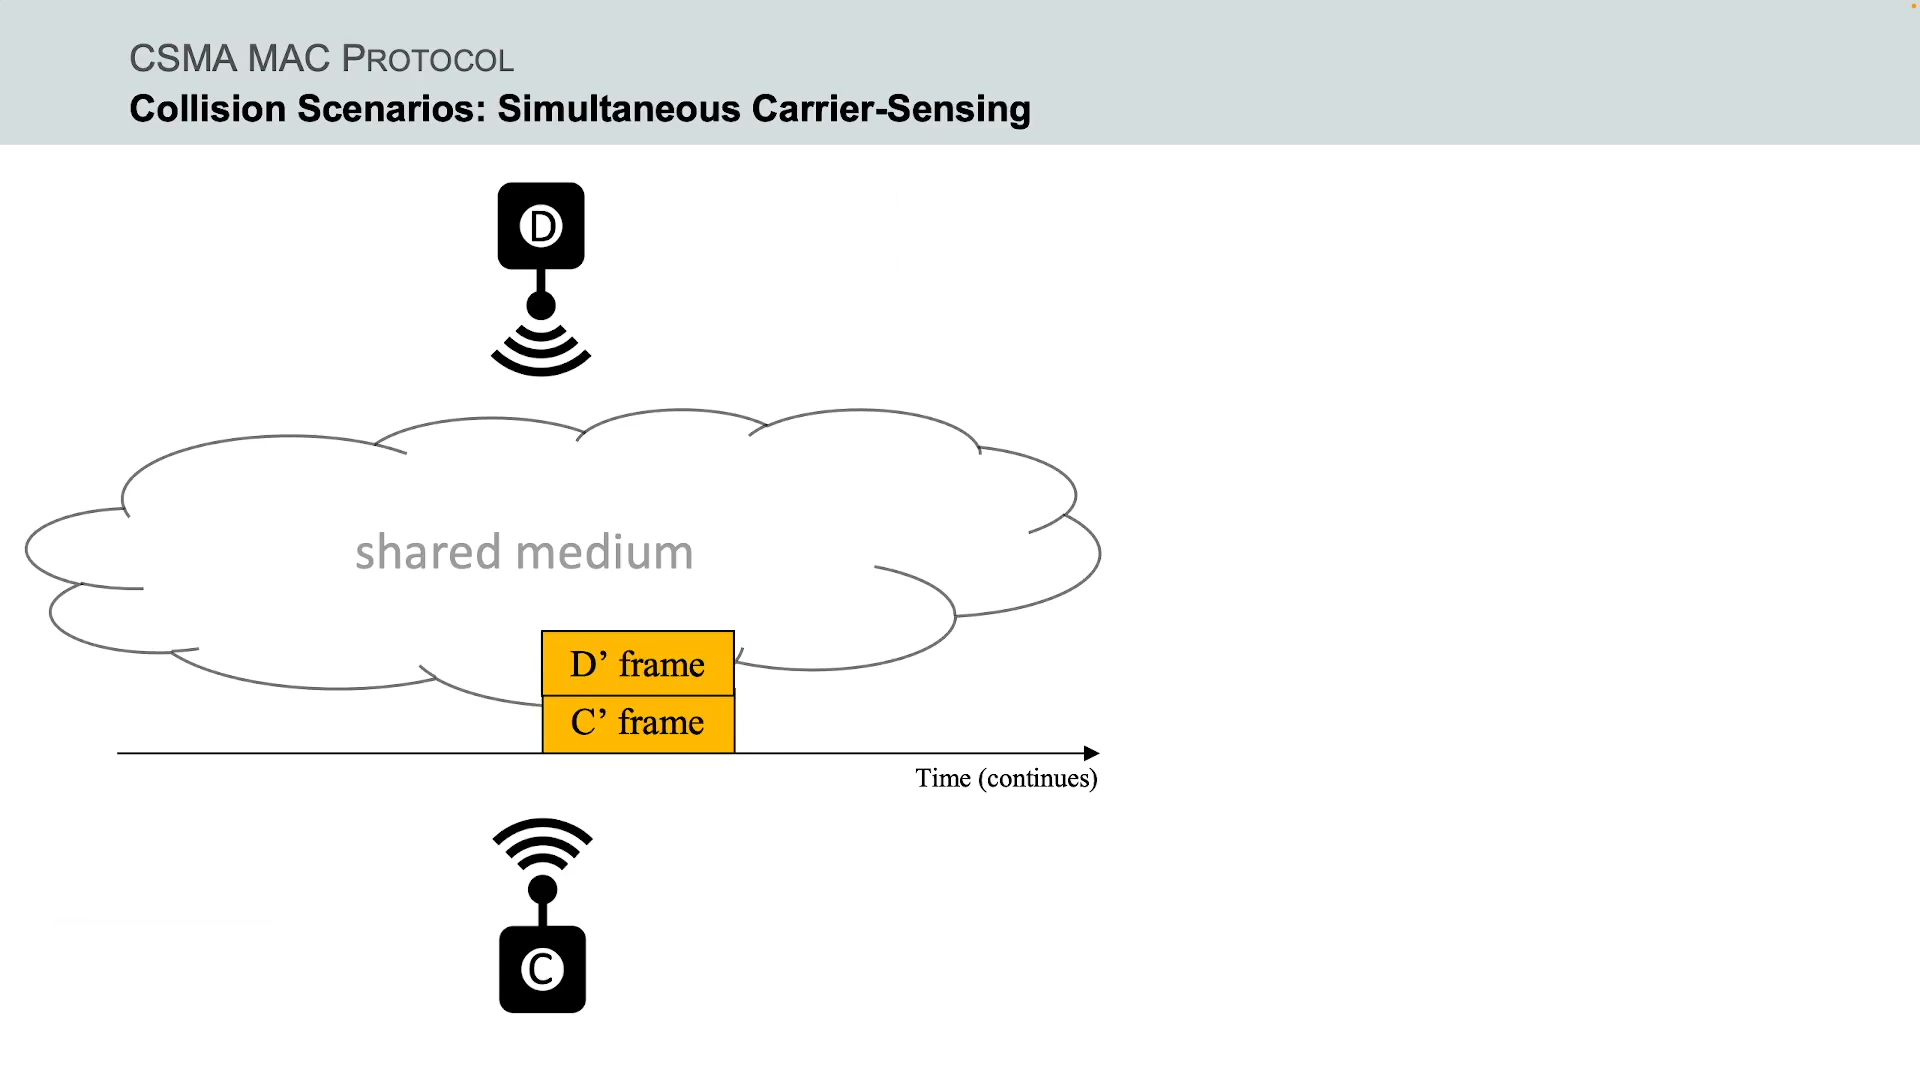 CSMA MAC PROTOCOL
Collision Scenarios: Simultaneous Carrier-Sensing
D
shared medium
D’ frame
C’ frame
Time (continues)
C